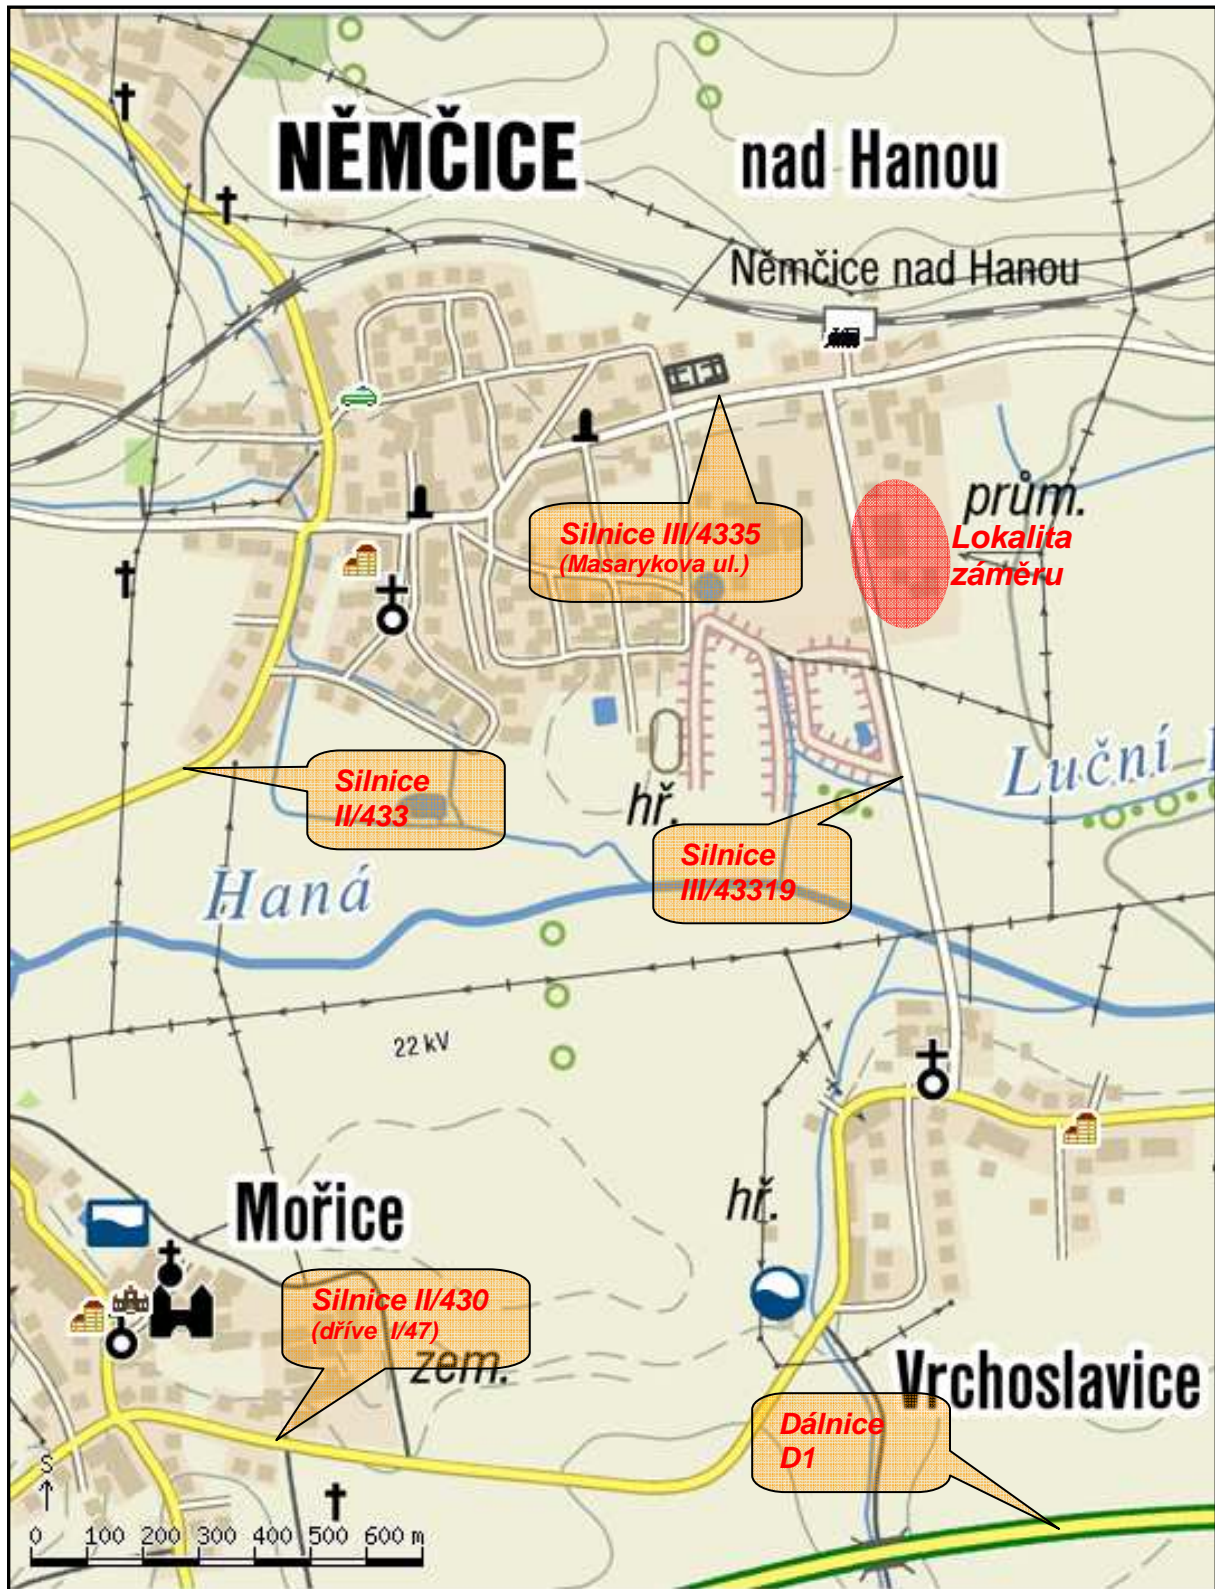 NĚMČICE nad Hanou
Němčice nad Hanou
Silnice III/4335
(Masarykova ul.)
prům.
Lokalita
záměru
Luční
Silnice
II/433
hř.
Silnice
III/43319
Haná
22 kV
Mořice
hř.
Silnice II/430
(dříve I/47)
zem.
Vrchoslavice
Dálnice
D1
S
0 100 200 300 400 500 600 m